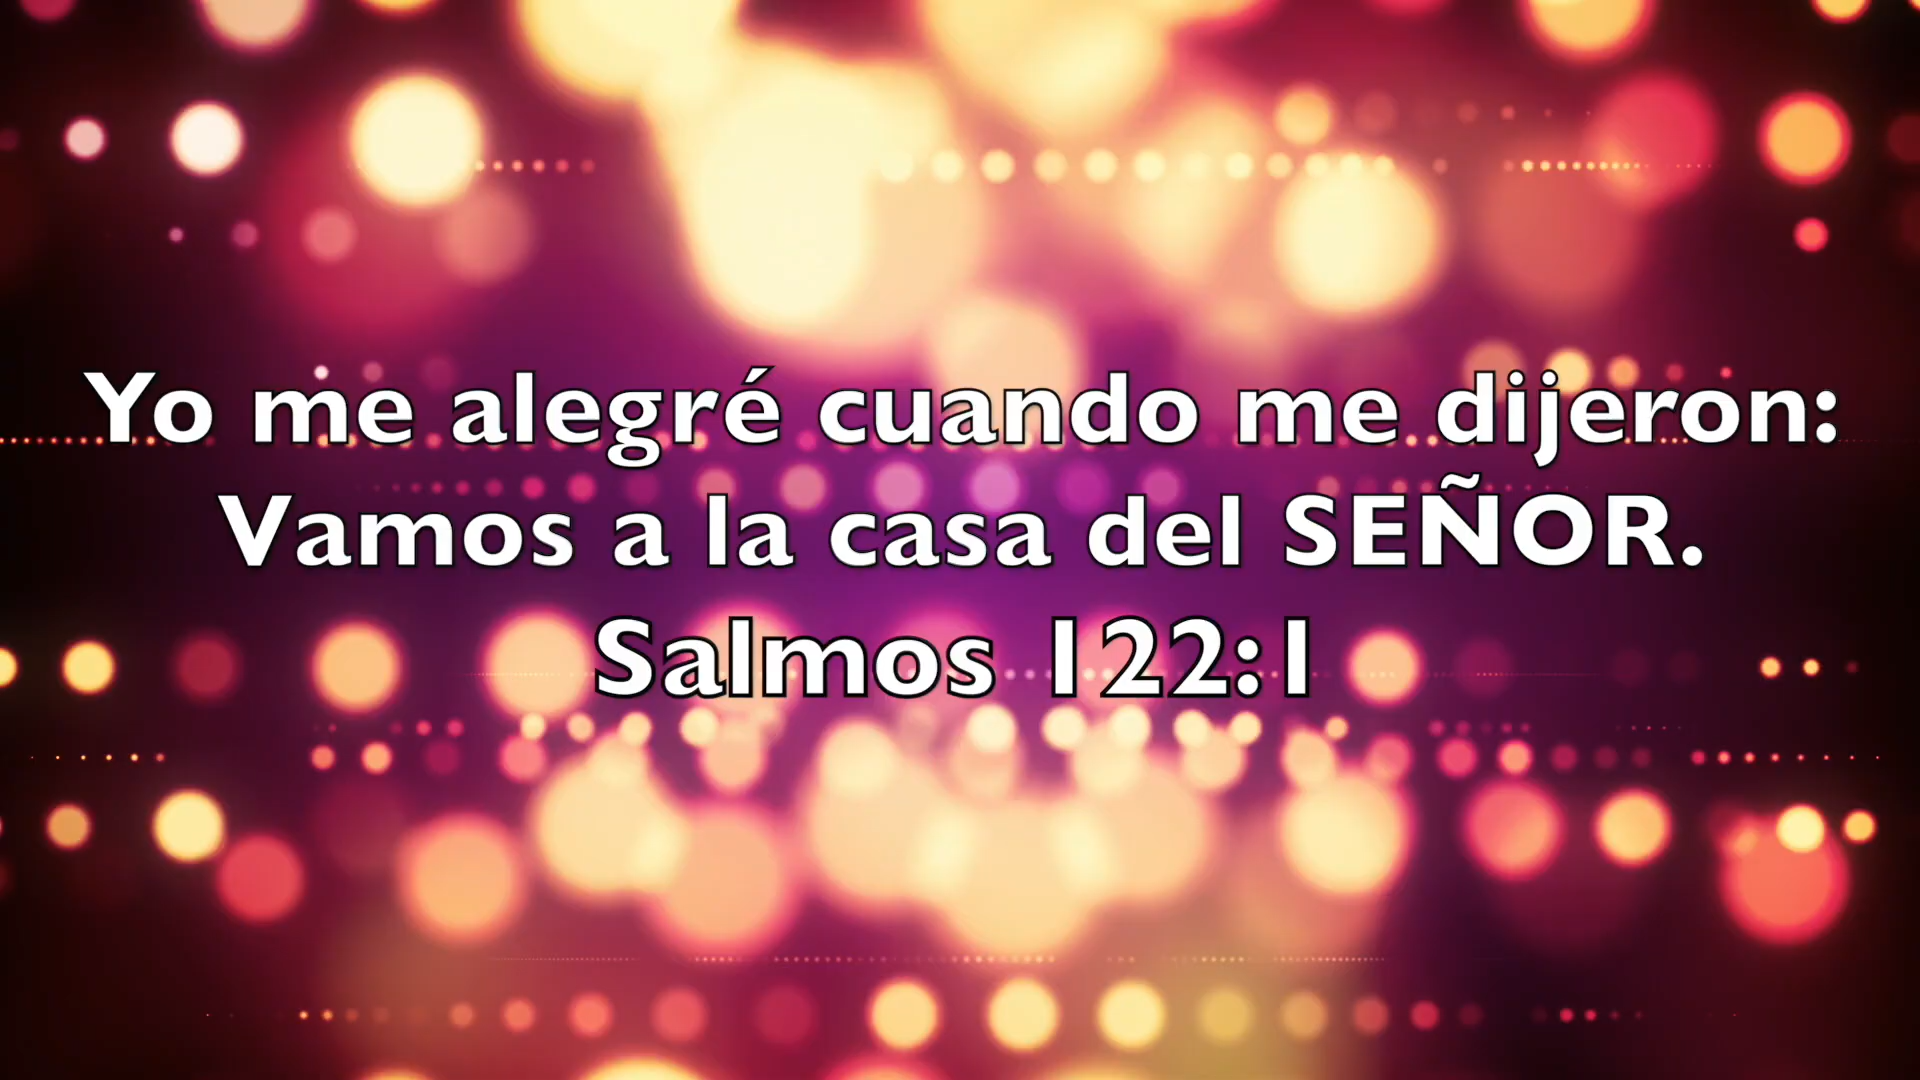 Yo me alegré cuando me dijeron:
Vamos a la casa del SEÑOR.
Salmos 122:1